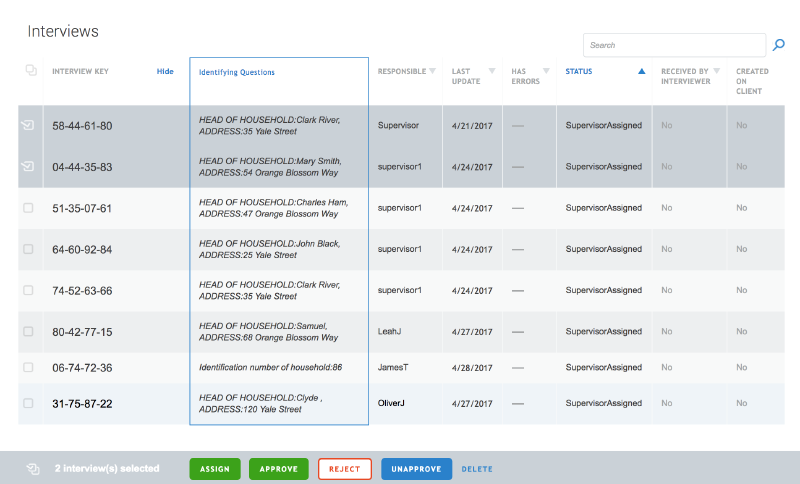 Interviews
Search
INTERVIEW KEY Hide Identifying Questions RESPONSIBLE LAST UPDATE HAS ERRORS STATUS RECEIVED BY INTERVIEWER CREATED ON CLIENT
58-44-61-80 HEAD OF HOUSEHOLD:Clark River, Supervisor 4/21/2017 — SupervisorAssigned No No
ADDRESS:35 Yale Street
04-44-35-83 HEAD OF HOUSEHOLD:Mary Smith, supervisor1 4/24/2017 — SupervisorAssigned No No
ADDRESS:54 Orange Blossom Way
51-35-07-61 HEAD OF HOUSEHOLD:Charles Ham, supervisor1 4/24/2017 — SupervisorAssigned No No
ADDRESS:47 Orange Blossom Way
64-60-92-84 HEAD OF HOUSEHOLD:John Black, supervisor1 4/24/2017 — SupervisorAssigned No No
ADDRESS:25 Yale Street
74-52-63-66 HEAD OF HOUSEHOLD:Clark River, supervisor1 4/24/2017 — SupervisorAssigned No No
ADDRESS:35 Yale Street
80-42-77-15 HEAD OF HOUSEHOLD:Samuel, LeahJ 4/27/2017 — SupervisorAssigned No No
ADDRESS:68 Orange Blossom Way
06-74-72-36 Identification number of household:86 JamesT 4/28/2017 — SupervisorAssigned No No
31-75-87-22 HEAD OF HOUSEHOLD:Clyde , OliverJ 4/27/2017 — SupervisorAssigned No No
ADDRESS:120 Yale Street
2 interview(s) selected ASSIGN APPROVE REJECT UNAPPROVE DELETE